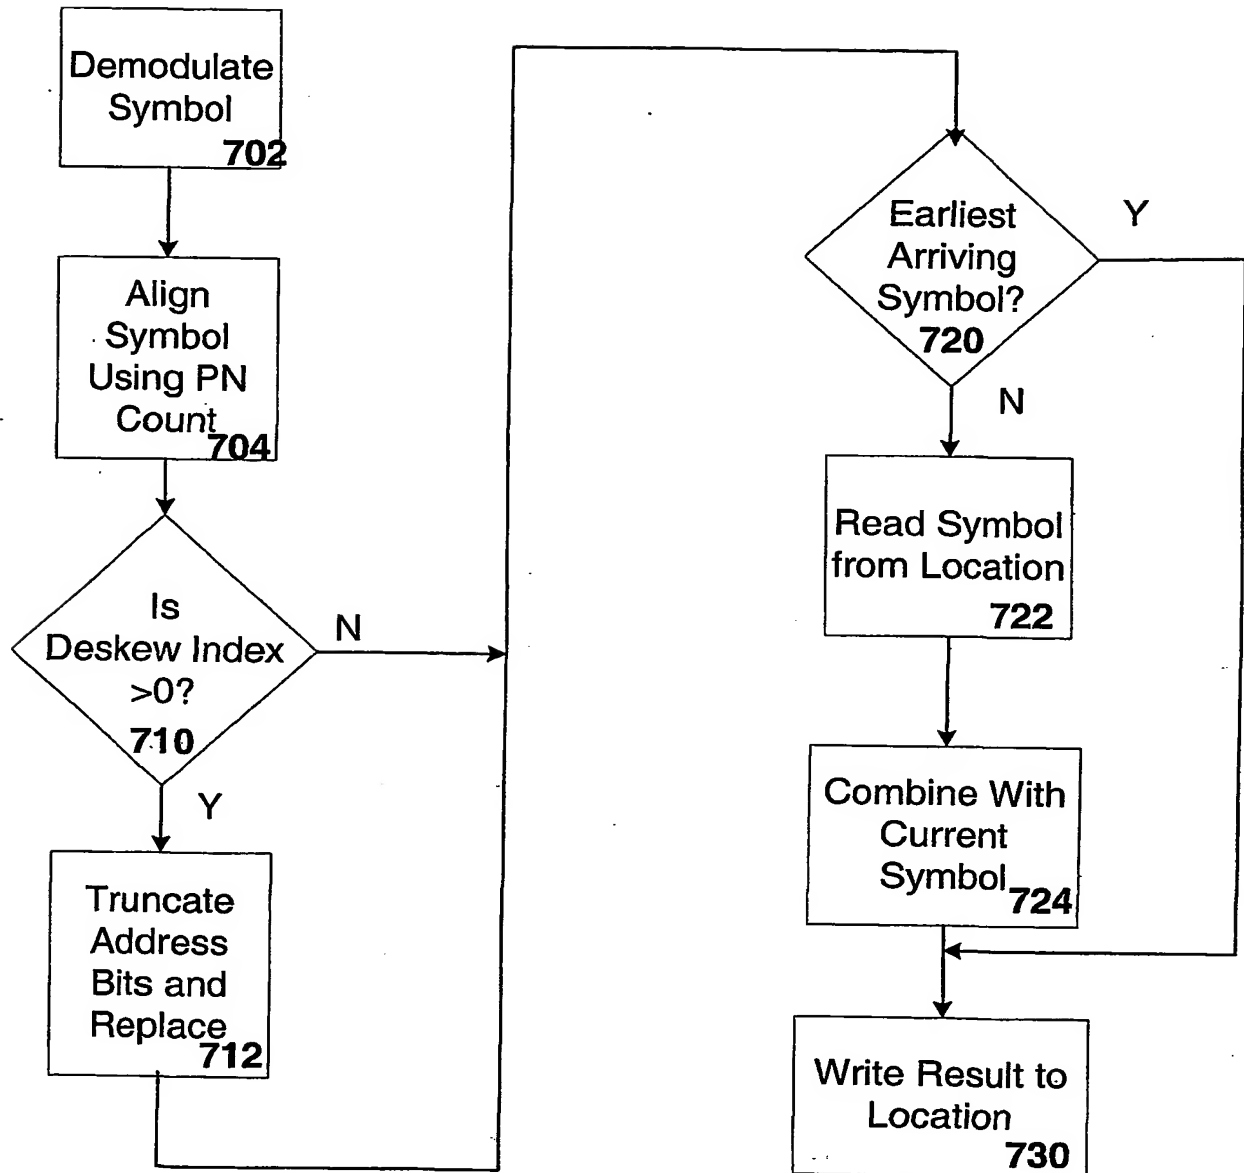 Demodulate
Symbol
702
Align
Symbol
Using PN
Count
704
Is
Deskew Index
>0?
710
N
Y
Truncate
Address
Bits and
Replace
712
Earliest
Arriving
Symbol?
720
Y
N
Read Symbol
from Location
722
Combine With
Current
Symbol
724
Write Result to
Location
730